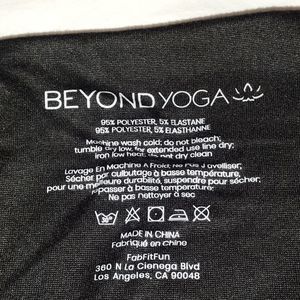 BEYOND YOGA
95% POLYESTER, 5% ELASTANE
95% POLYESTER, 5% ELASTHANNE
Machine wash cold; do not bleach;
tumble dry low, for extended use line dry;
iron low heat; do not dry clean
Lavage En Machine À Froid; Ne Pas Javelliser;
Sécher par culbutage à basse température,
pour une meilleure durabilité, suspendre pour sécher;
repasser à basse température;
Ne pas nettoyer à sec
MADE IN CHINA
Fabriqué en chine
FabFitFun
360 N La Cienega Blvd
Los Angeles, CA 90048